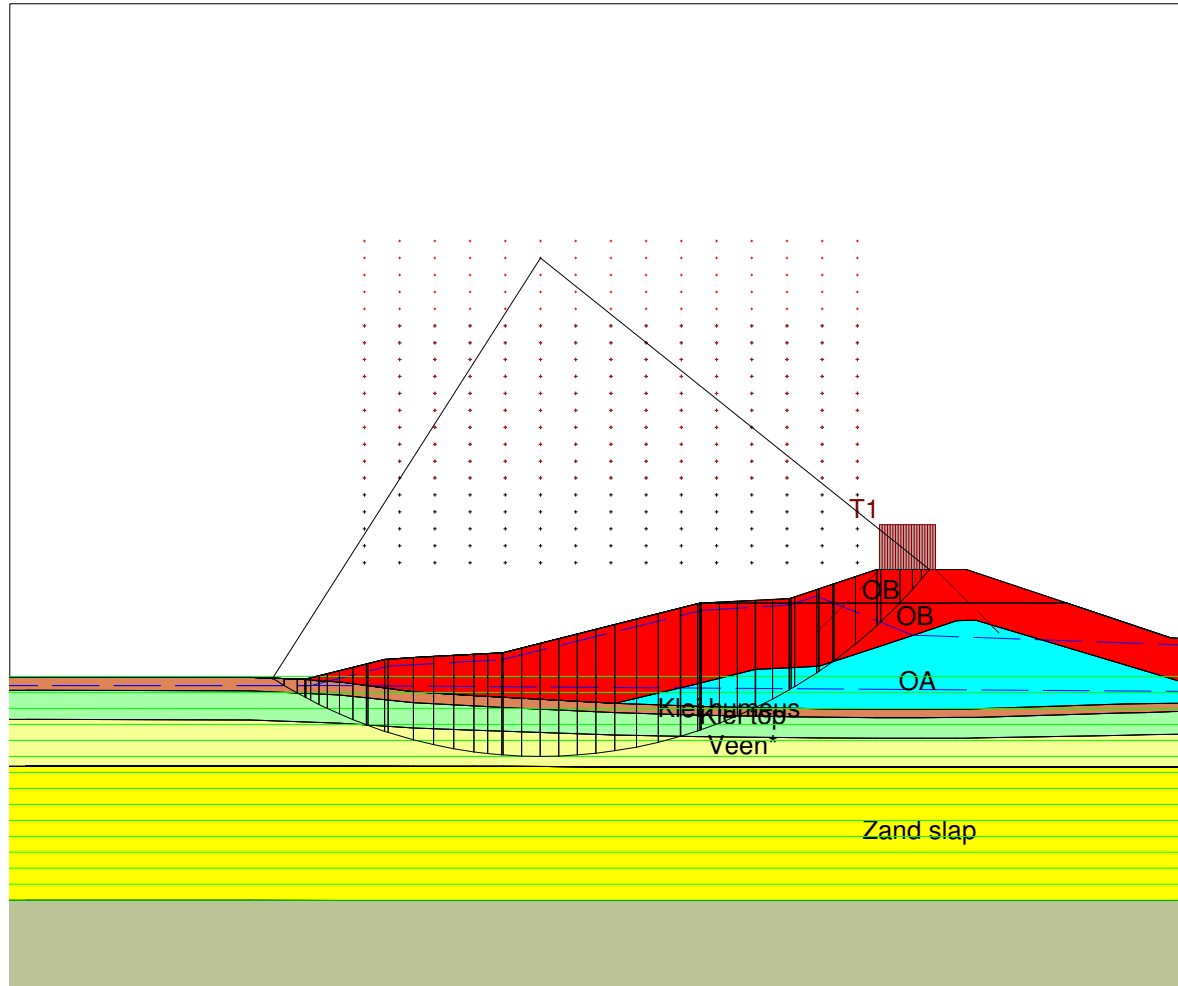 T1
OB
OB
OA
Klei humeus
Klei top
Veen*
Zand slap